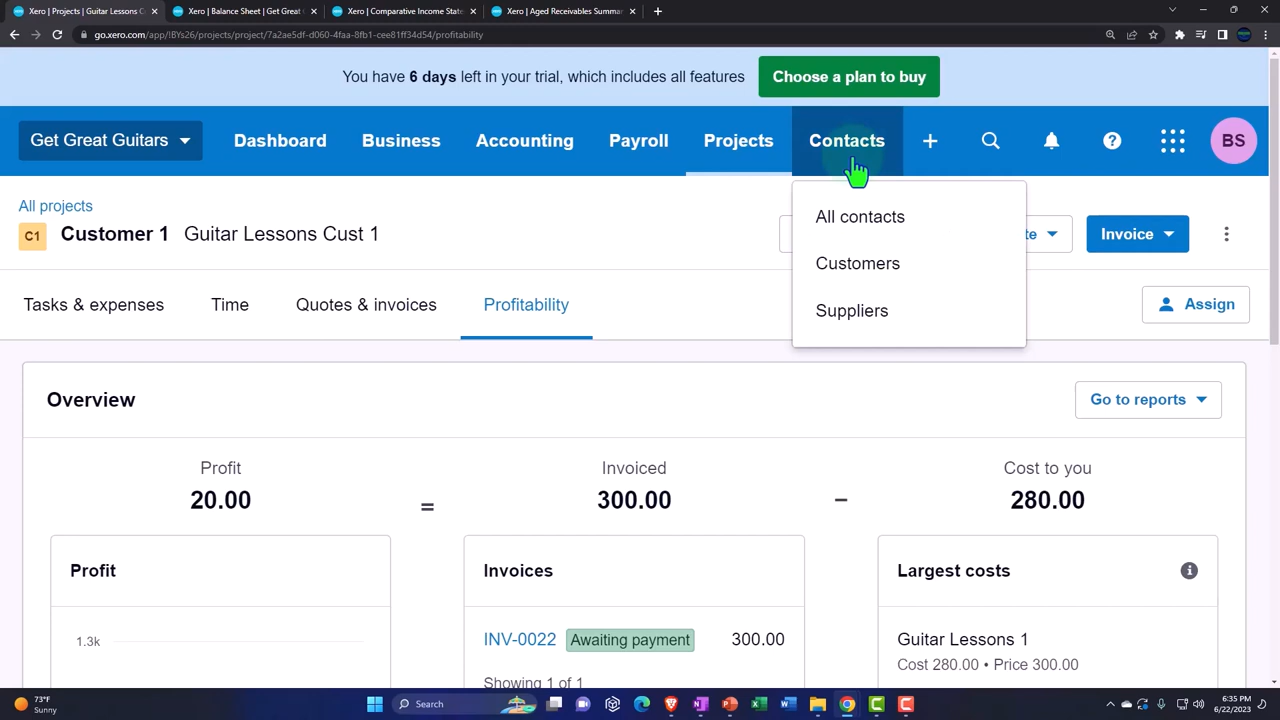 Xero | Projects | Guitar Lessons C
Xero | Balance Sheet | Get Great G
Xero | Comparative Income State
Xero | Aged Receivables Summar
go.xero.com/app/!BYs26/projects/project/7a2ae5df-d060-4faa-8fb1-cee81ff34d54/profitability
You have 6 days left in your trial, which includes all features
Choose a plan to buy
Get Great Guitars
Dashboard
Business
Accounting
Payroll
Projects
Contacts
BS
All projects
C1
Customer 1
Guitar Lessons Cust 1
All contacts
Customers
Suppliers
te
Invoice
Tasks & expenses
Time
Quotes & invoices
Profitability
Assign
Overview
Go to reports
Profit
20.00
=
Invoiced
300.00
−
Cost to you
280.00
Profit
1.3k
Invoices
INV-0022 Awaiting payment 300.00
Showing 1 of 1
Largest costs
Guitar Lessons 1
Cost 280.00 • Price 300.00
73°F
Sunny
Search
6:35 PM
6/22/2023